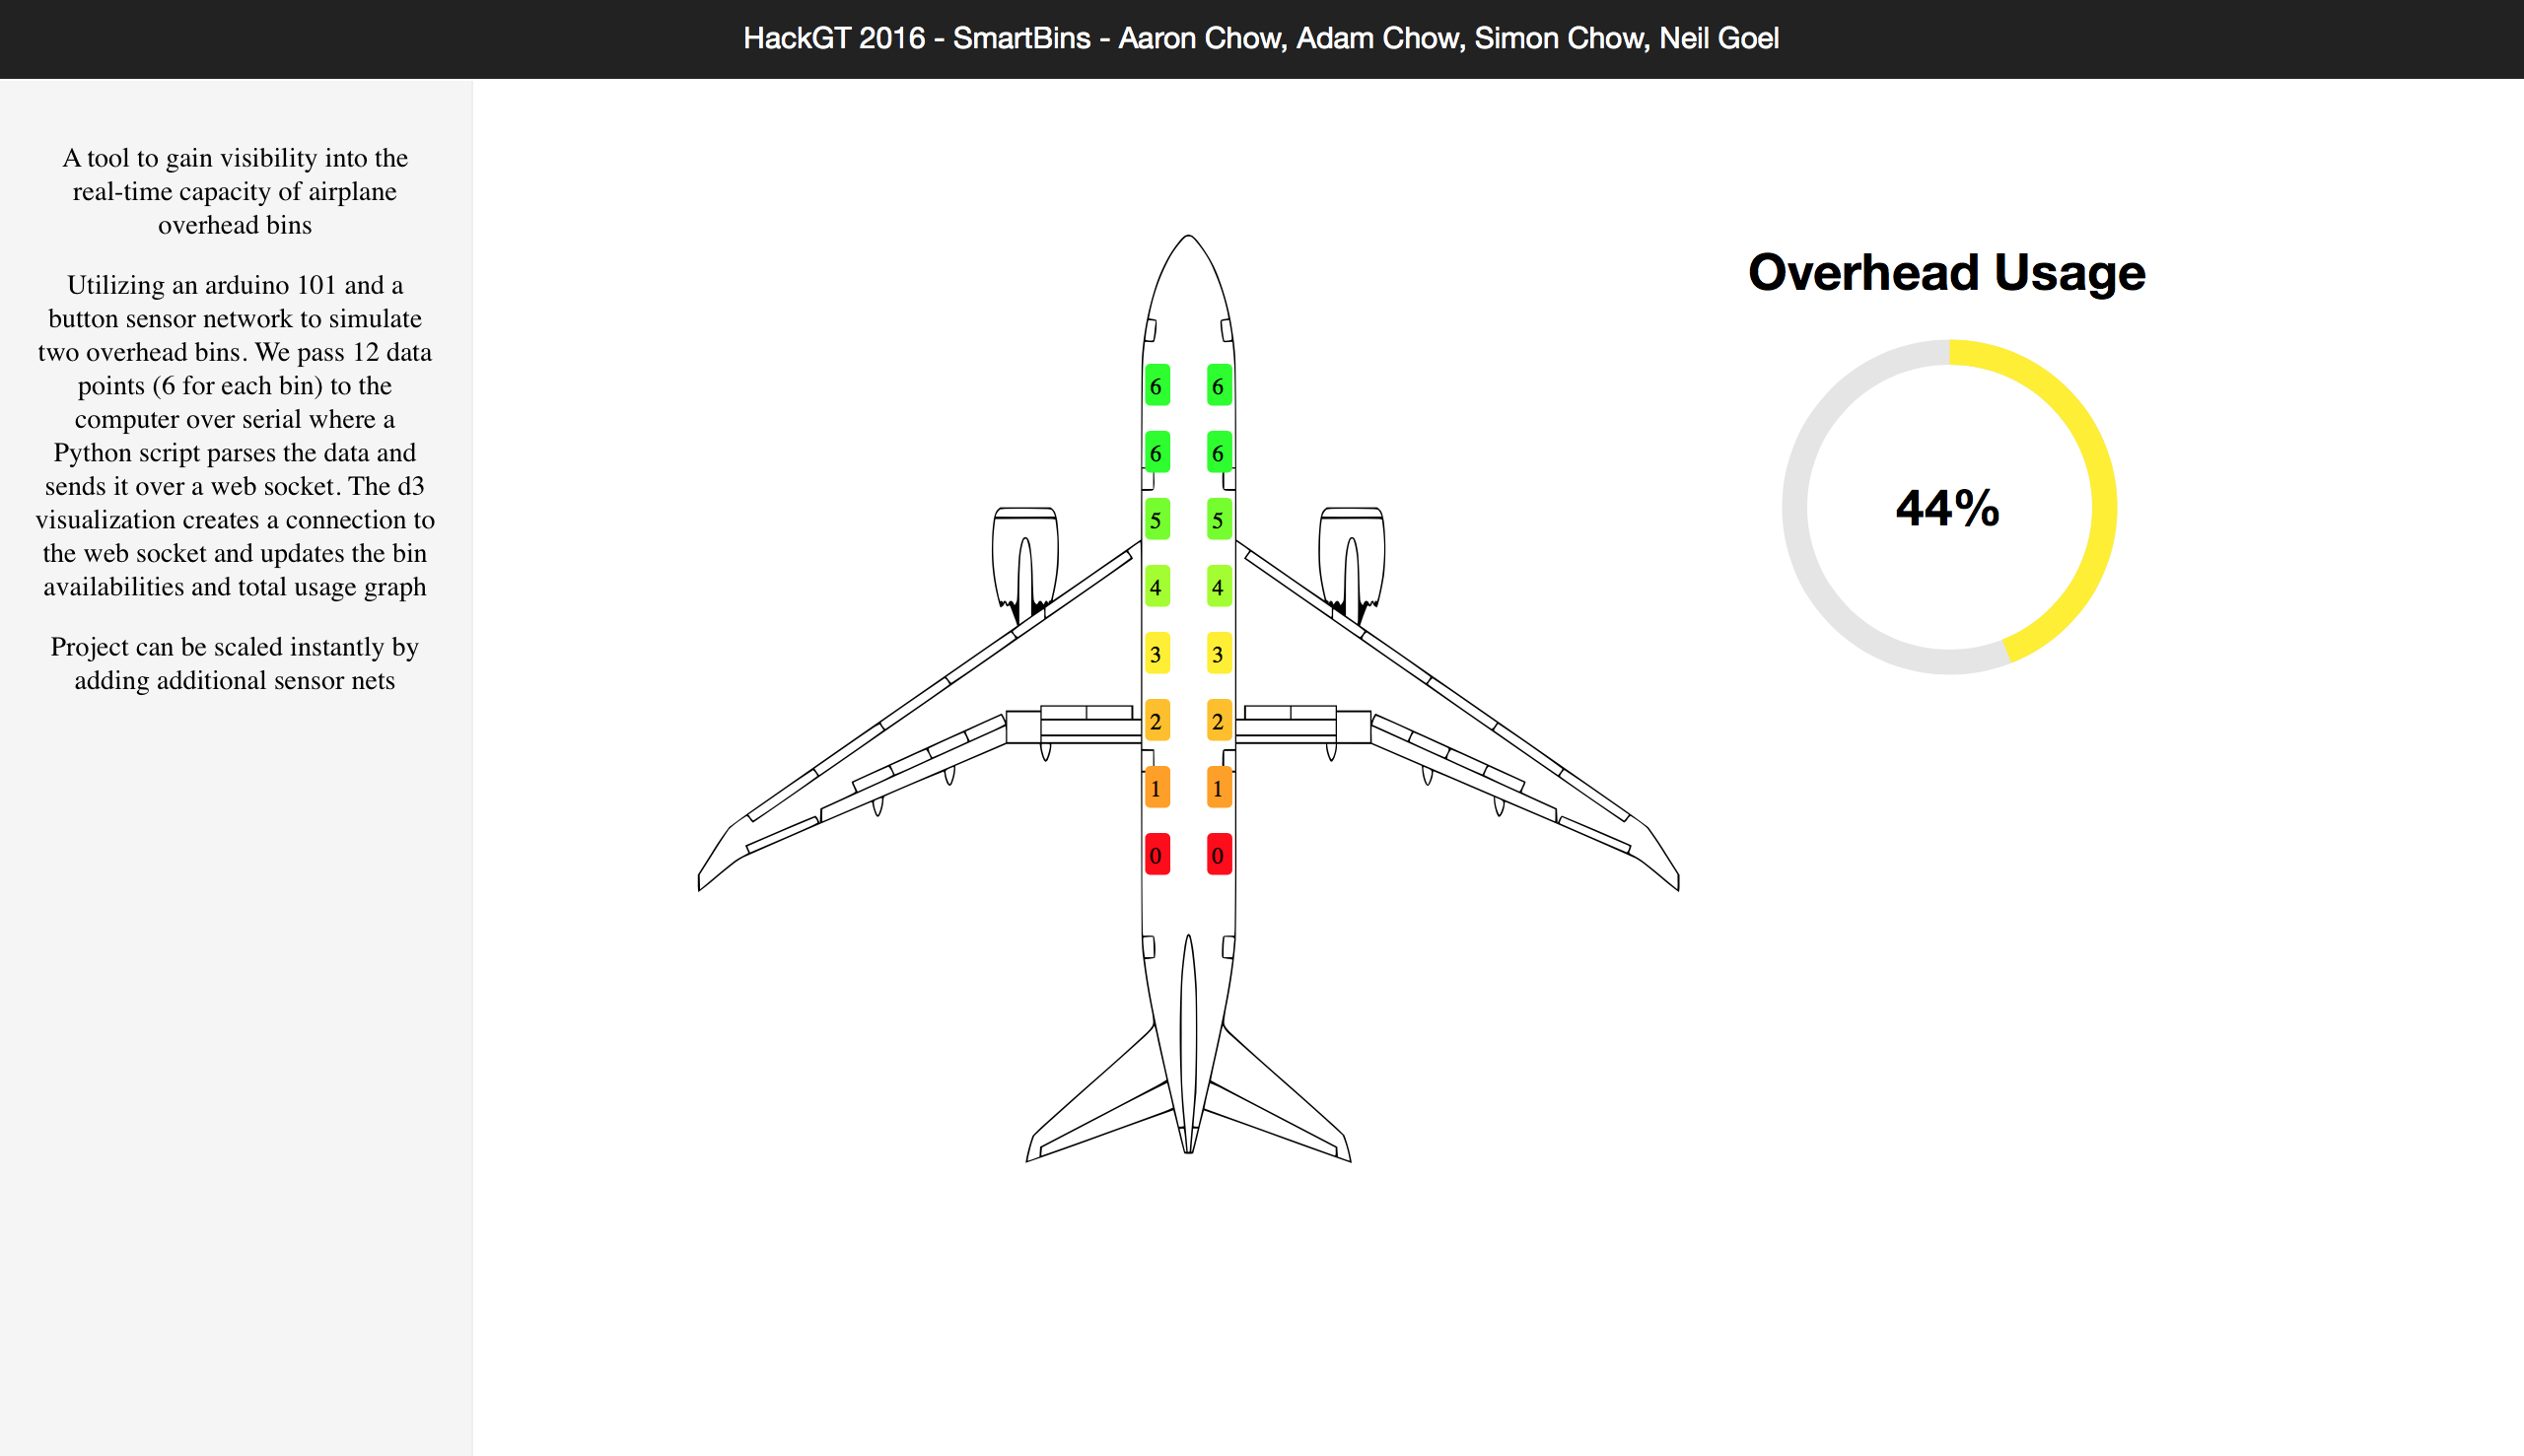 HackGT 2016 - SmartBins - Aaron Chow, Adam Chow, Simon Chow, Neil Goel
A tool to gain visibility into the
real-time capacity of airplane
overhead bins
Utilizing an arduino 101 and a
button sensor network to simulate
two overhead bins. We pass 12 data
points (6 for each bin) to the
computer over serial where a
Python script parses the data and
sends it over a web socket. The d3
visualization creates a connection to
the web socket and updates the bin
availabilities and total usage graph
Project can be scaled instantly by
adding additional sensor nets
6 6
6 6
5 5
4 4
3 3
2 2
1 1
0 0
Overhead Usage
44%